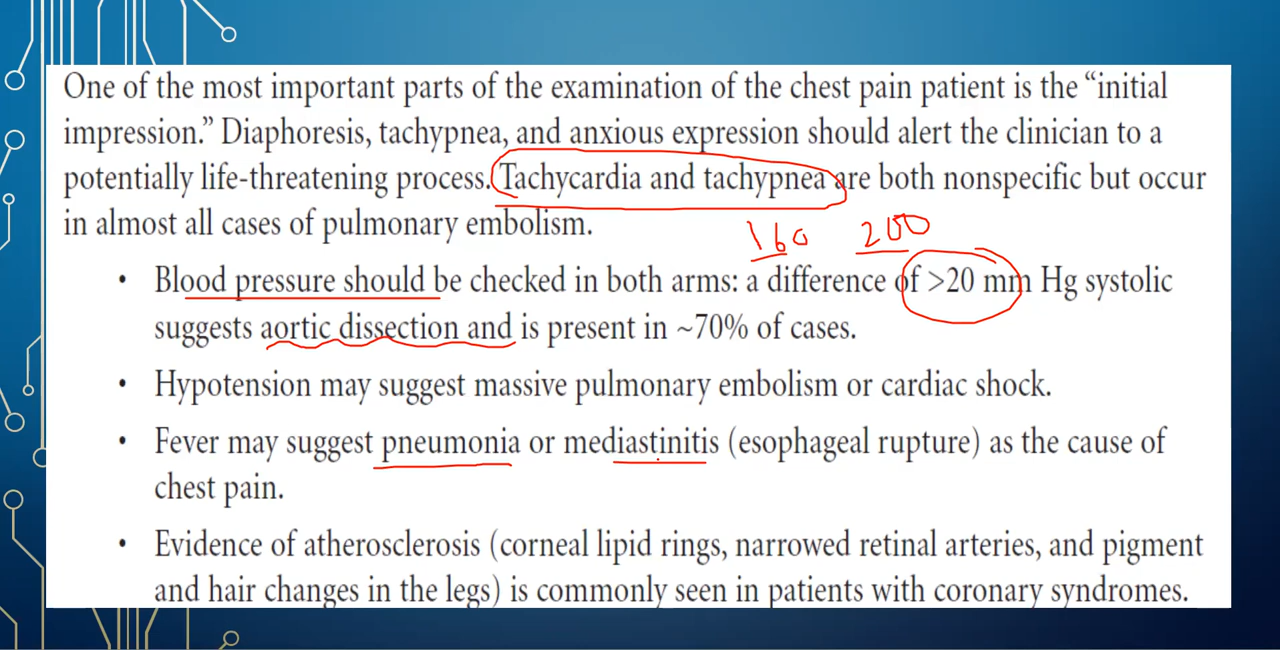 One of the most important parts of the examination of the chest pain patient is the “initial
impression.” Diaphoresis, tachypnea, and anxious expression should alert the clinician to a
potentially life-threatening process. Tachycardia and tachypnea are both nonspecific but occur
in almost all cases of pulmonary embolism.
160 200
• Blood pressure should be checked in both arms: a difference of >20 mm Hg systolic
suggests aortic dissection and is present in ~70% of cases.
• Hypotension may suggest massive pulmonary embolism or cardiac shock.
• Fever may suggest pneumonia or mediastinitis (esophageal rupture) as the cause of
chest pain.
• Evidence of atherosclerosis (corneal lipid rings, narrowed retinal arteries, and pigment
and hair changes in the legs) is commonly seen in patients with coronary syndromes.